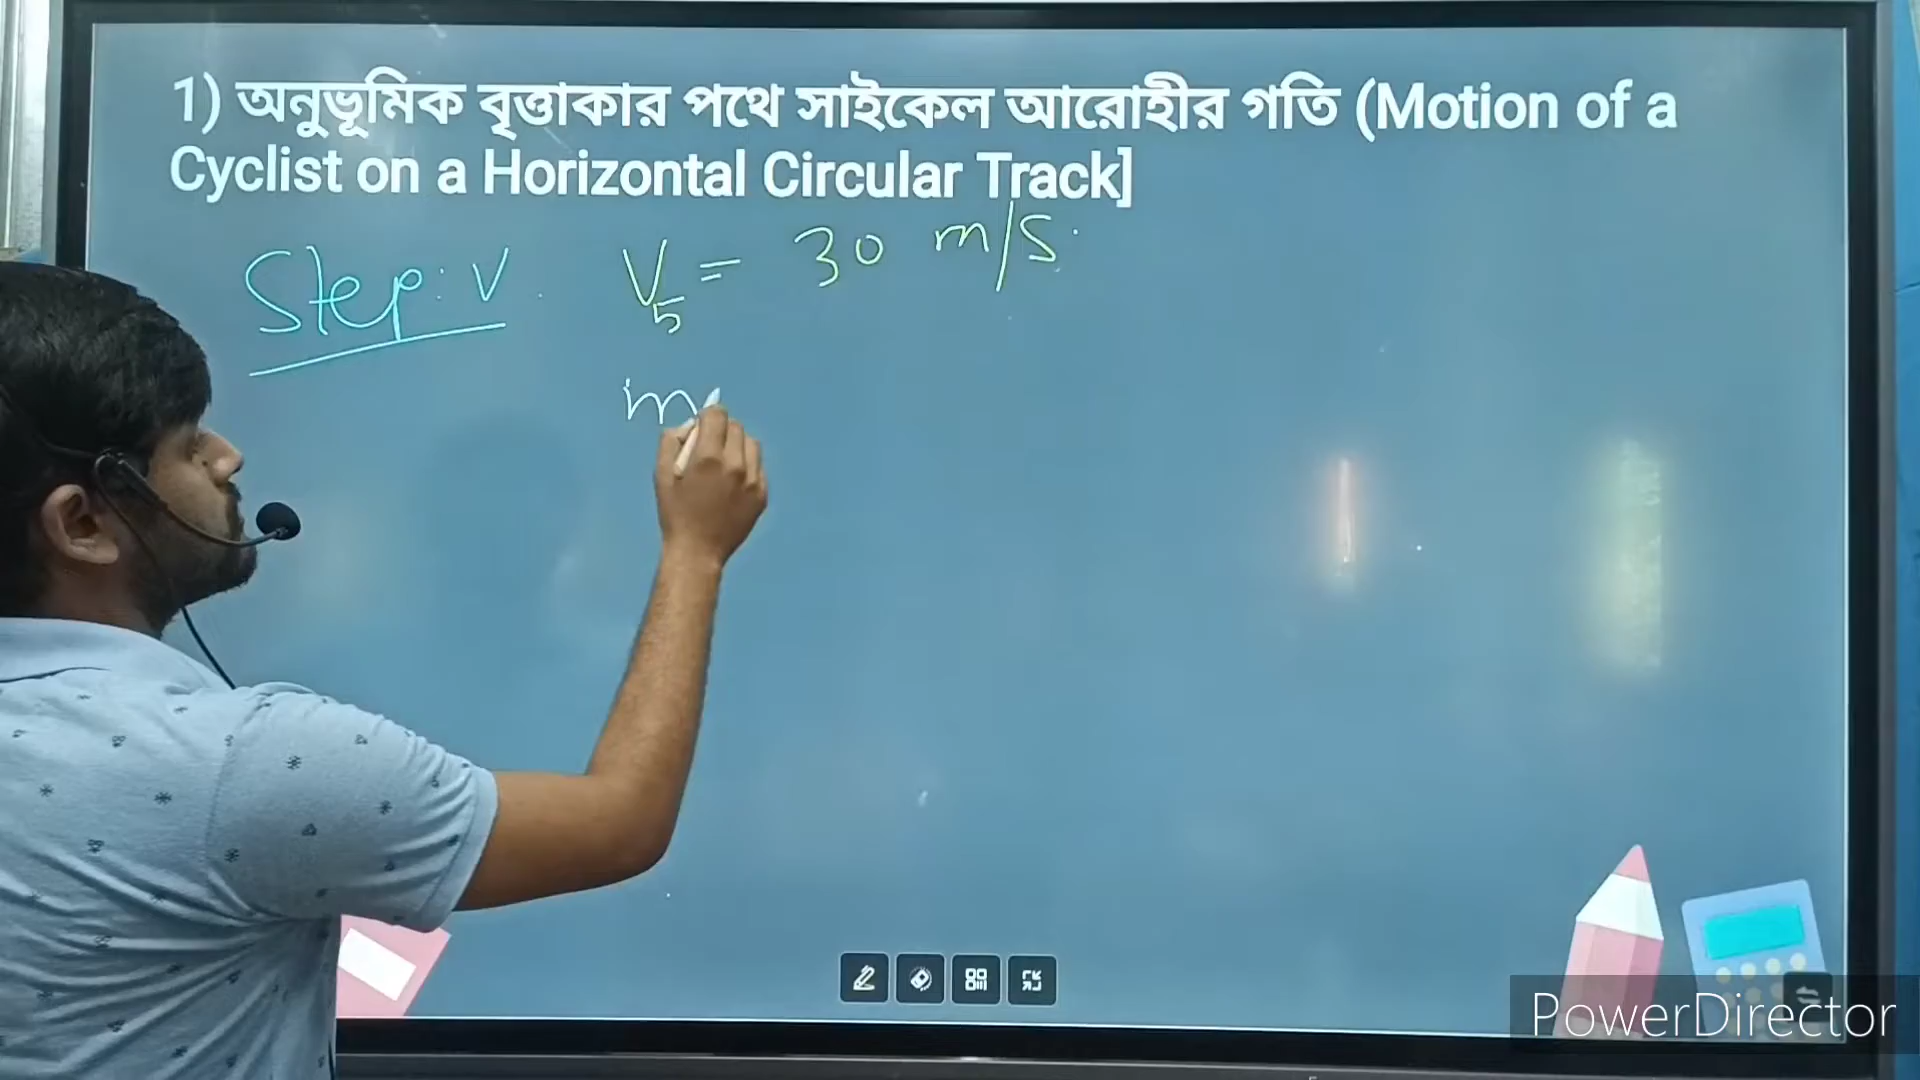 1) অনুভূমিক বৃত্তাকার পথে সাইকেল আরোহীর গতি (Motion of a
Cyclist on a Horizontal Circular Track]
Step: V. V5 = 30 m/s.
m
PowerDirector